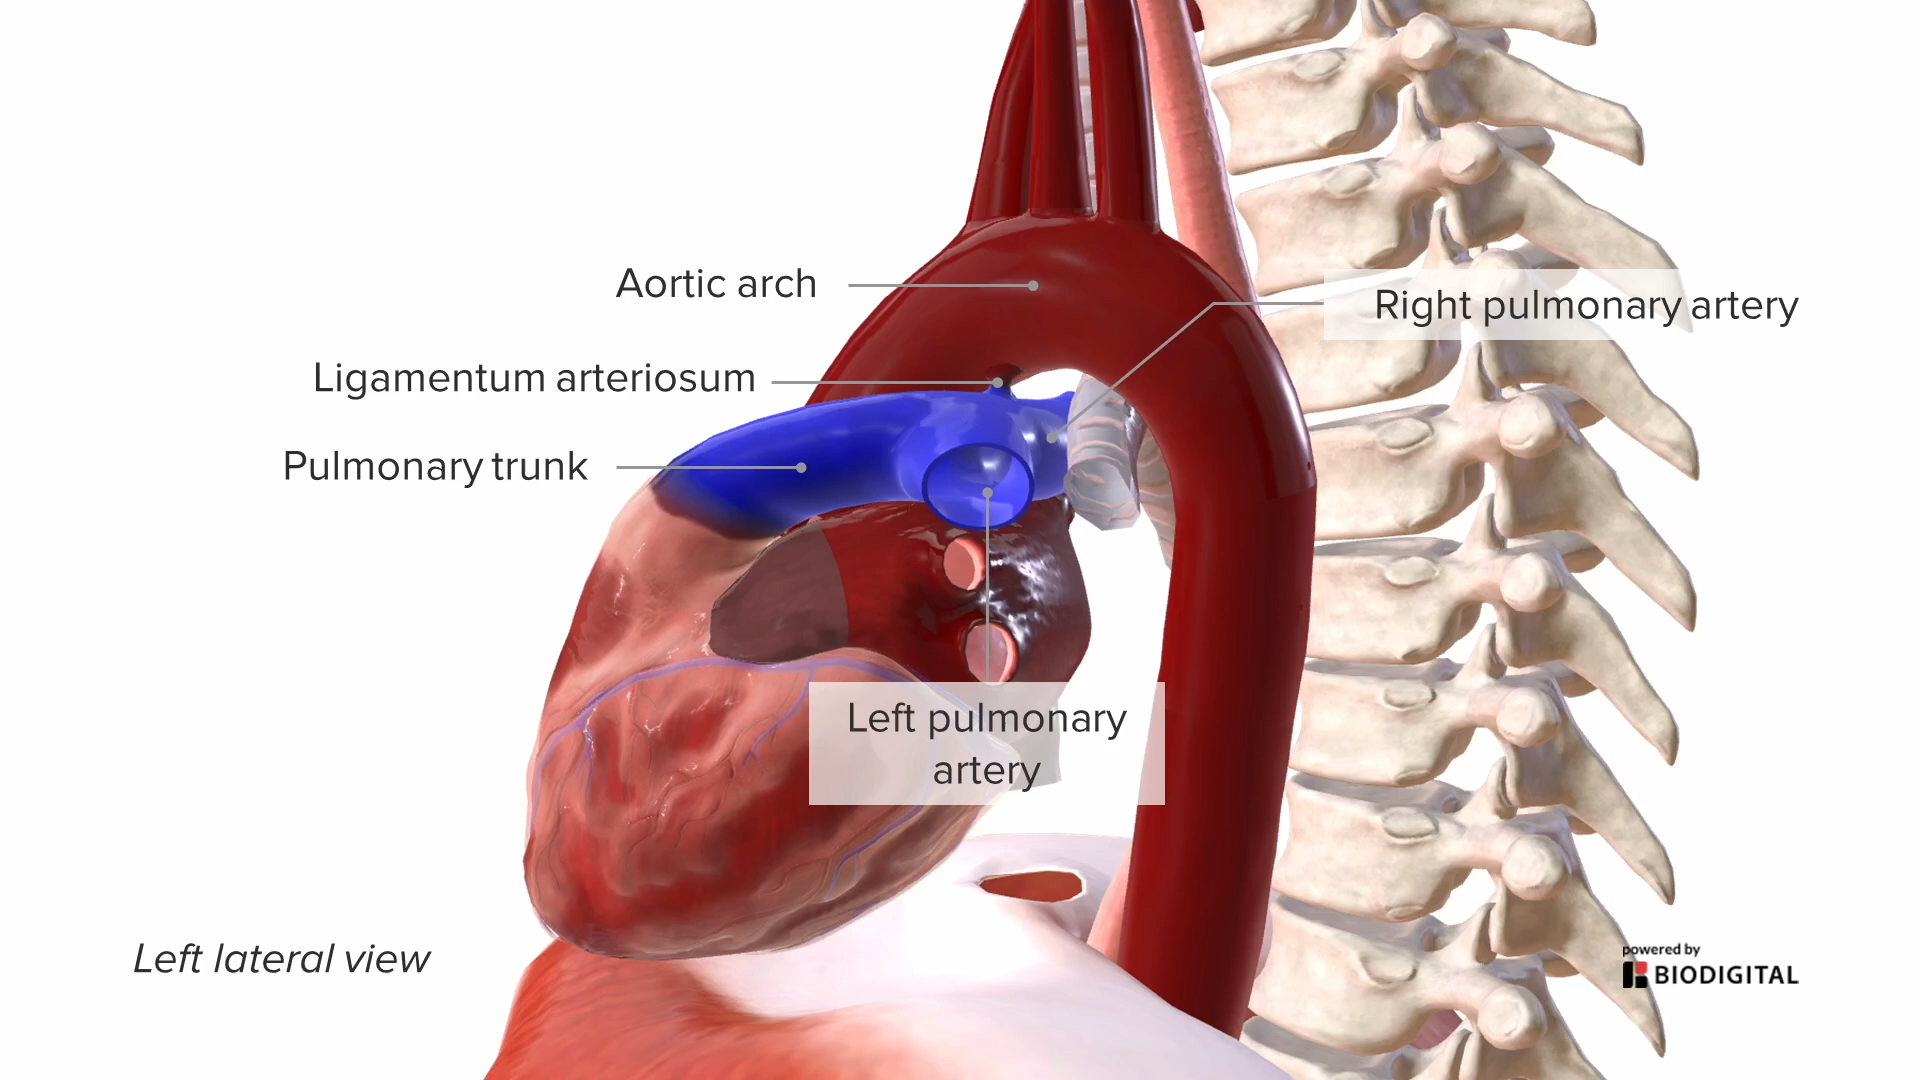 Aortic arch
Right pulmonary artery
Ligamentum arteriosum
Pulmonary trunk
Left pulmonary
artery
Left lateral view
powered by
BIODIGITAL